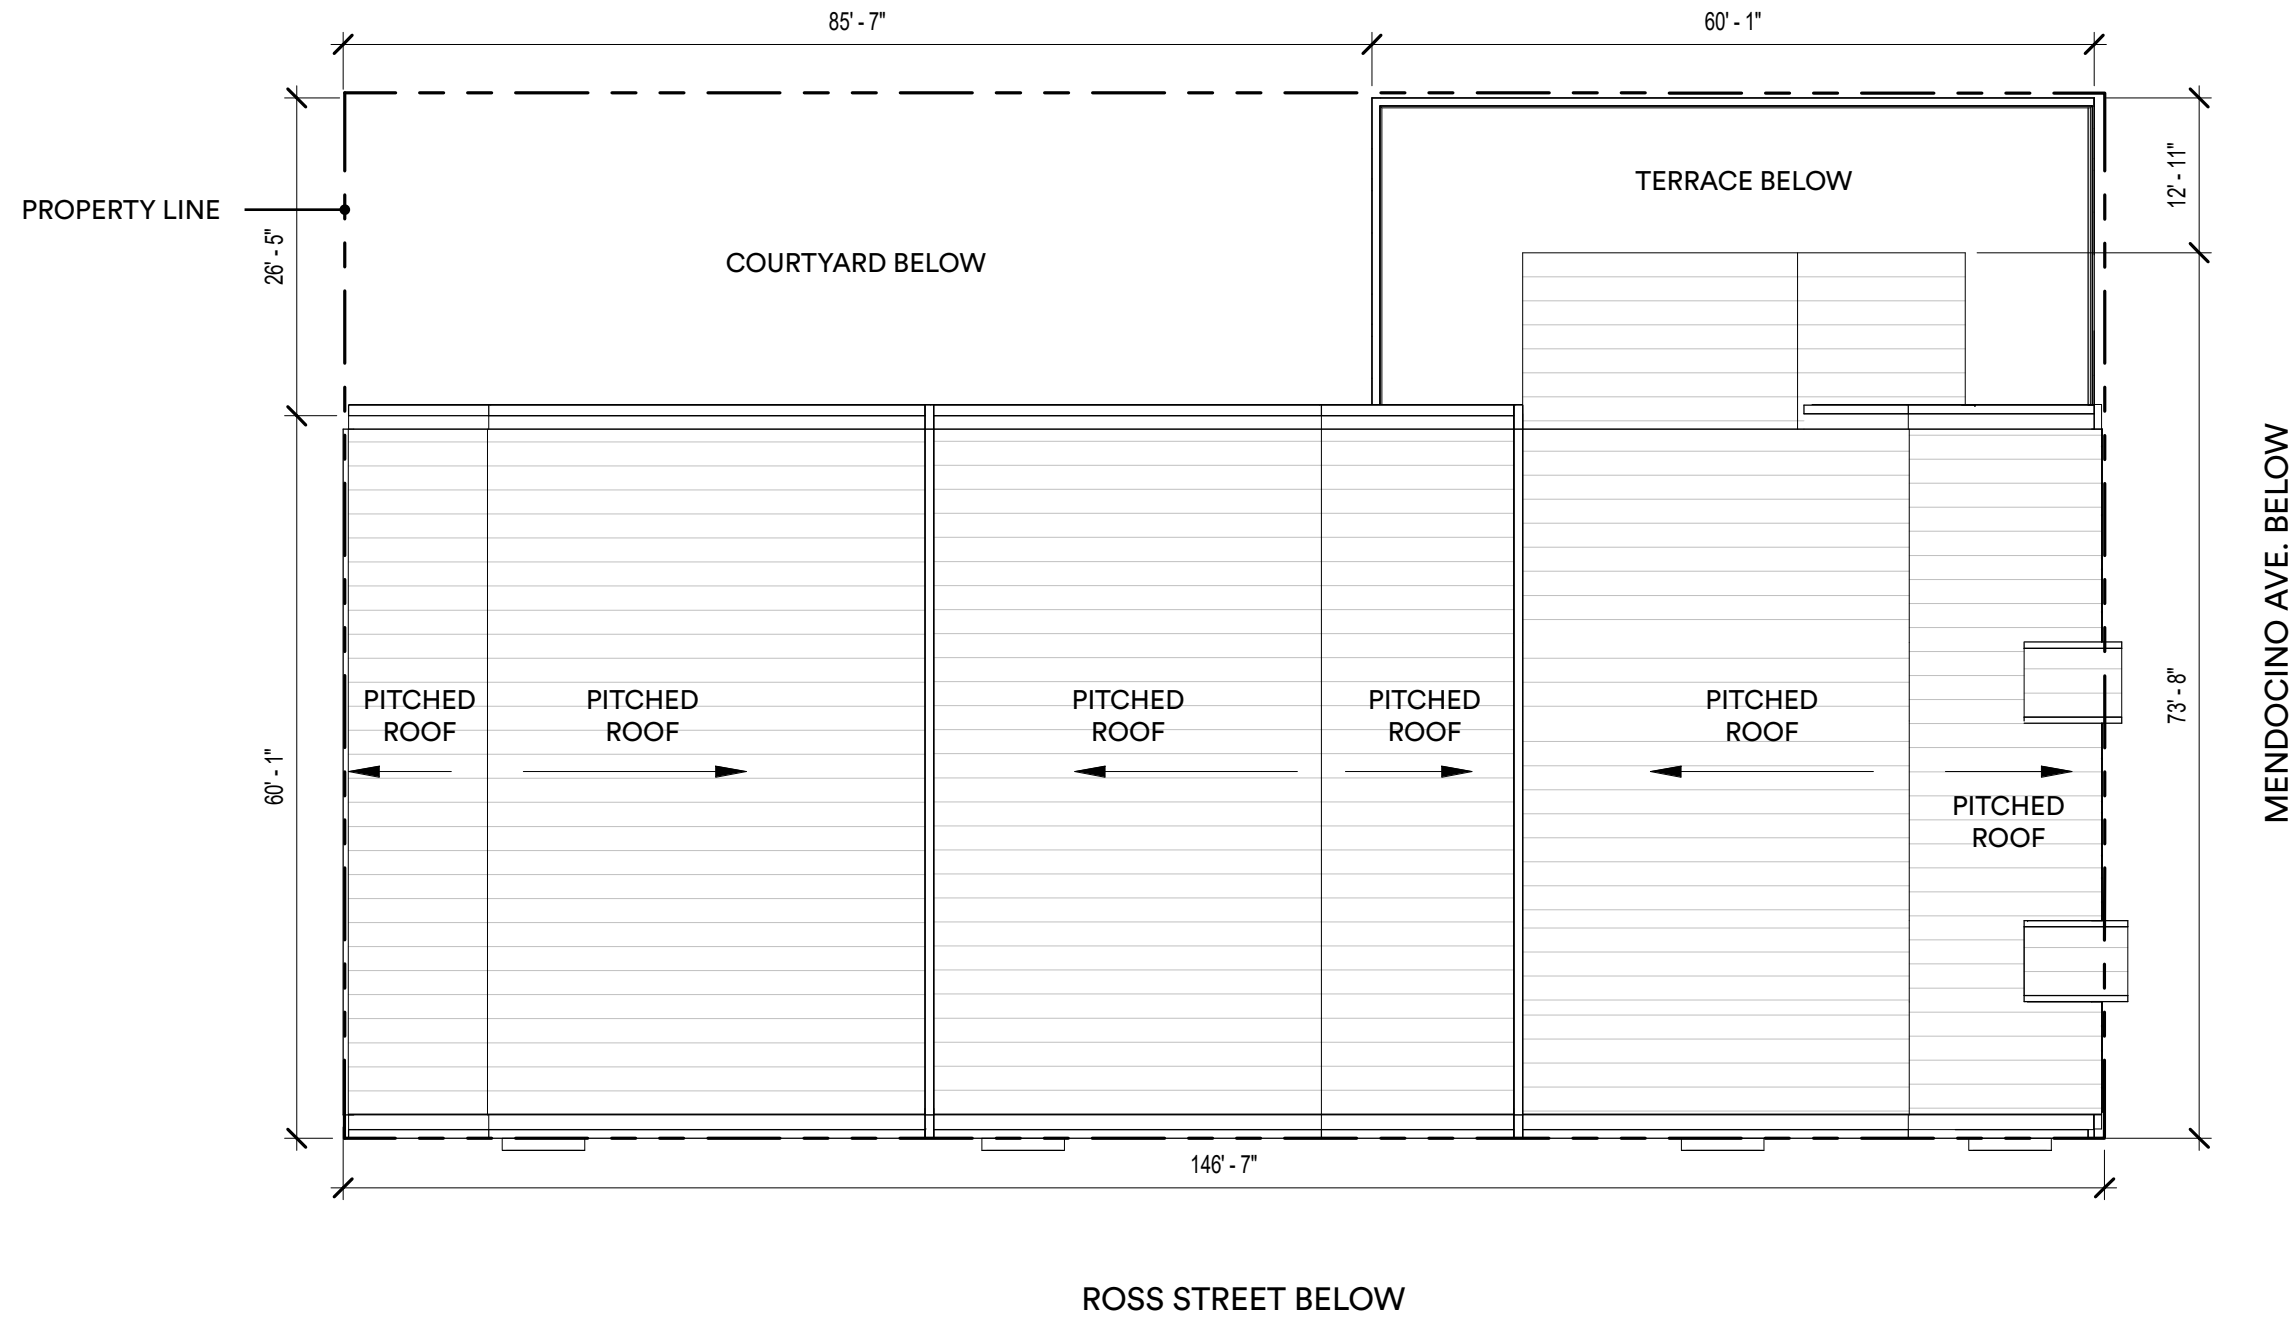 85' - 7"
60' - 1"
12' - 11"
TERRACE BELOW
PROPERTY LINE
26' - 5"
COURTYARD BELOW
MENDOCINO AVE. BELOW
73' - 8"
PITCHED
ROOF
PITCHED
ROOF
PITCHED
ROOF
PITCHED
ROOF
PITCHED
ROOF
60' - 1"
PITCHED
ROOF
146' - 7"
ROSS STREET BELOW